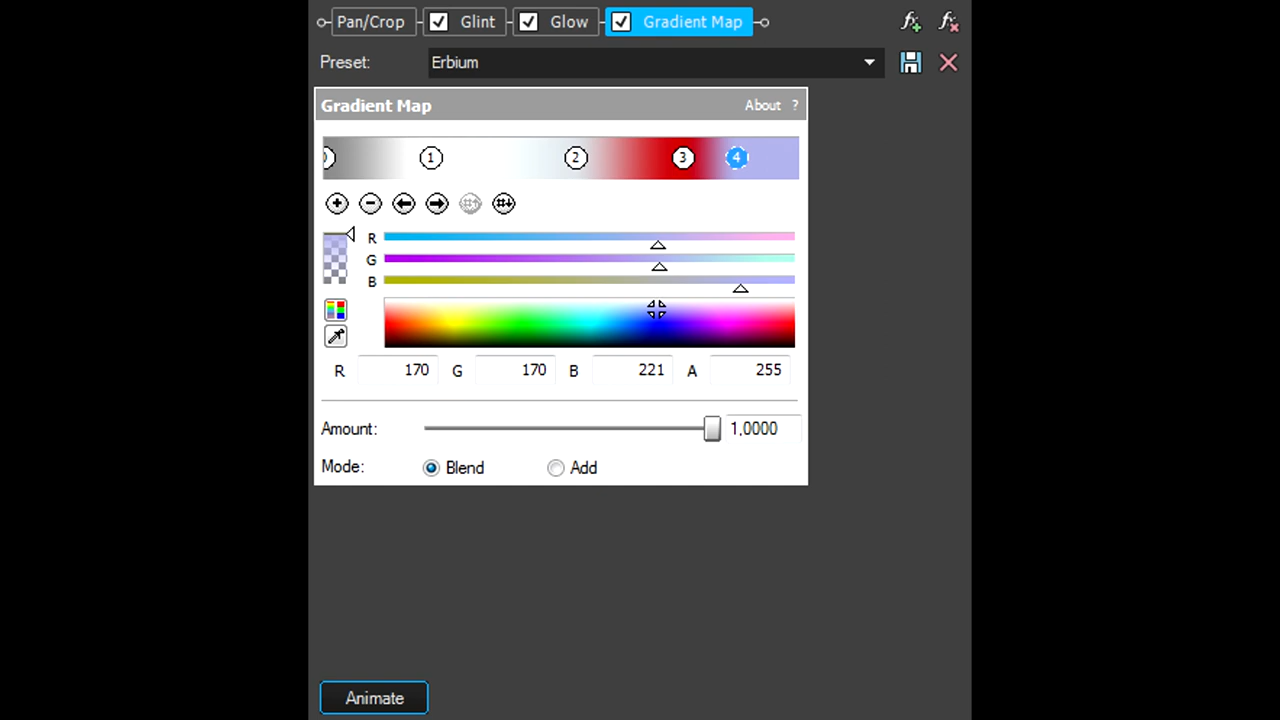 Pan/Crop Glint Glow Gradient Map
Preset: Erbium
Gradient Map About ?
1 2 3 4
R
G
B
R 170 G 170 B 221 A 255
Amount: 1,0000
Mode: Blend Add
Animate